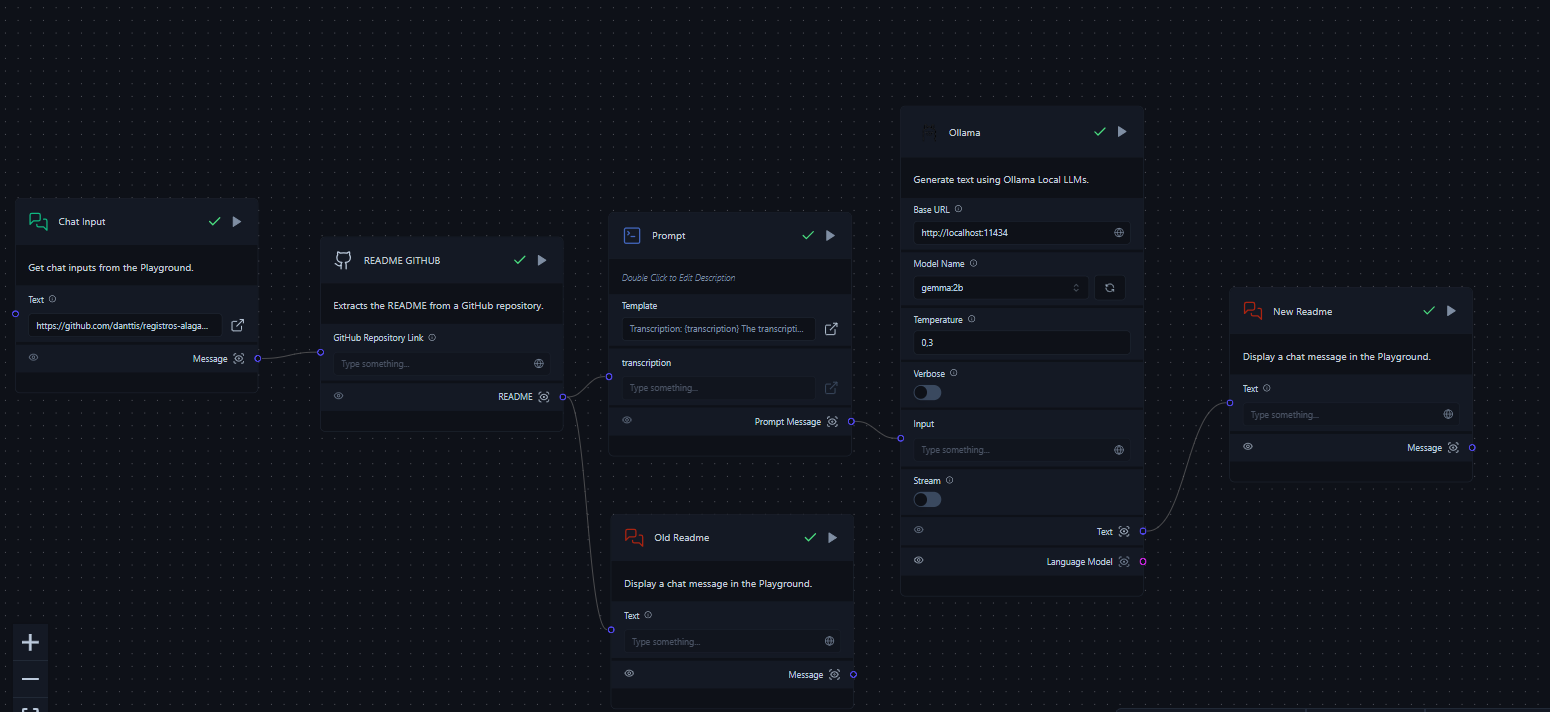 Chat Input
Get chat inputs from the Playground.
Text
https://github.com/danttis/registros-alaga...
Message
README GITHUB
Extracts the README from a GitHub repository.
GitHub Repository Link
Type something...
README
Prompt
Double Click to Edit Description
Template
Transcription: {transcription} The transcripti...
transcription
Type something...
Prompt Message
Old Readme
Display a chat message in the Playground.
Text
Type something...
Message
Ollama
Generate text using Ollama Local LLMs.
Base URL
http://localhost:11434
Model Name
gemma:2b
Temperature
0,3
Verbose
Input
Type something...
Stream
Text
Language Model
New Readme
Display a chat message in the Playground.
Text
Type something...
Message